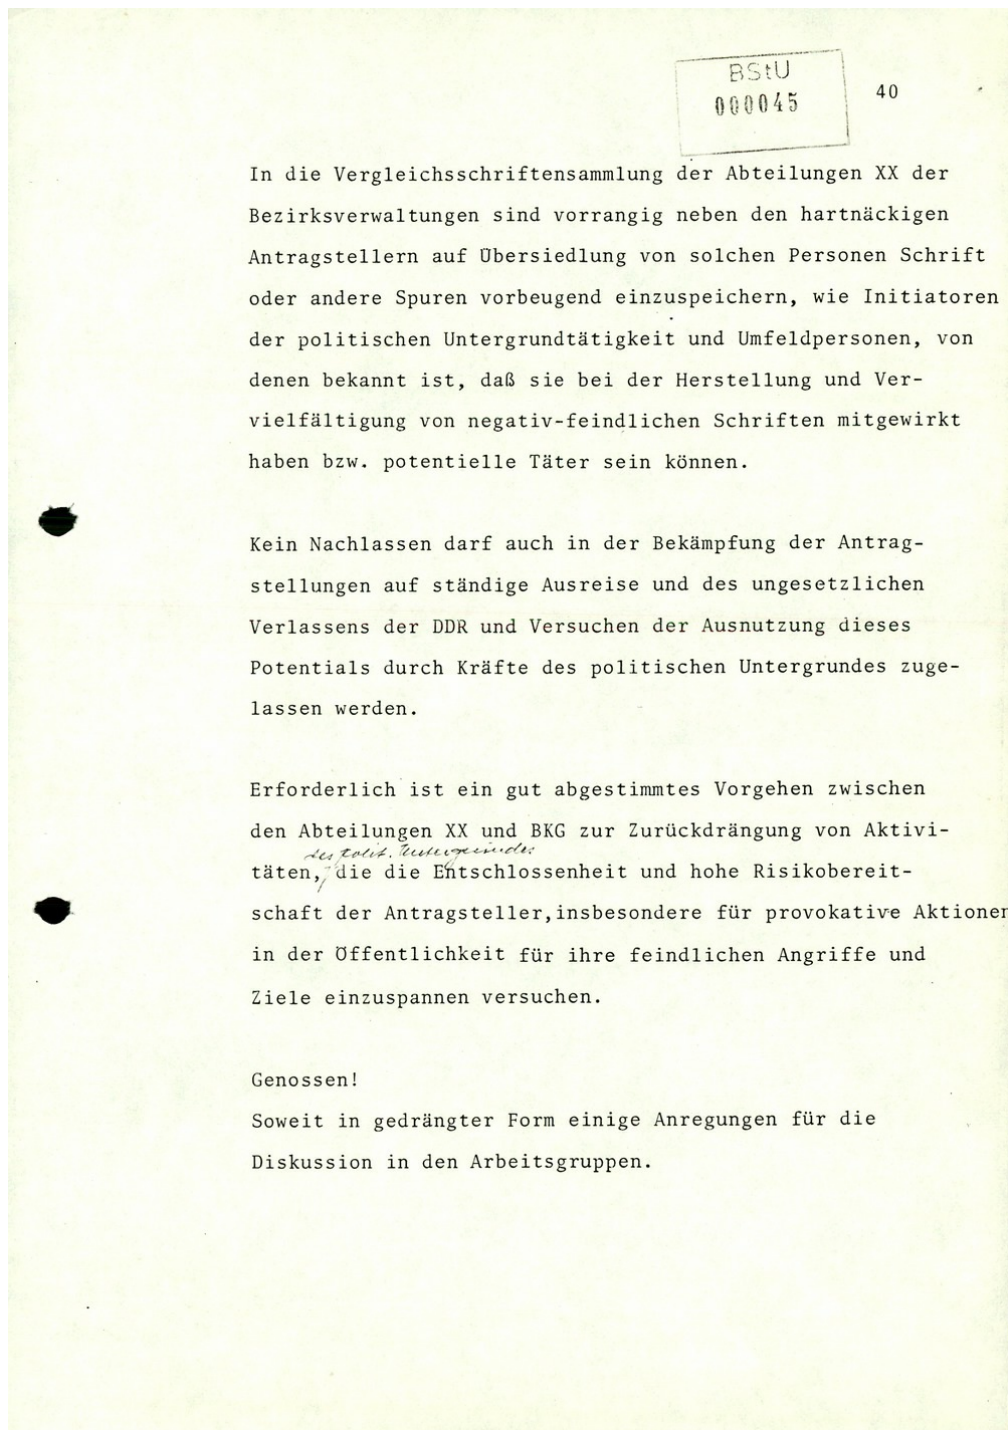 BStU
000045
40
In die Vergleichsschriftensammlung der Abteilungen XX der
Bezirksverwaltungen sind vorrangig neben den hartnäckigen
Antragstellern auf Übersiedlung von solchen Personen Schrift
oder andere Spuren vorbeugend einzuspeichern, wie Initiatoren
der politischen Untergrundtätigkeit und Umfeldpersonen, von
denen bekannt ist, daß sie bei der Herstellung und Ver-
vielfältigung von negativ-feindlichen Schriften mitgewirkt
haben bzw. potentielle Täter sein können.
Kein Nachlassen darf auch in der Bekämpfung der Antrag-
stellungen auf ständige Ausreise und des ungesetzlichen
Verlassens der DDR und Versuchen der Ausnutzung dieses
Potentials durch Kräfte des politischen Untergrundes zuge-
lassen werden.
Erforderlich ist ein gut abgestimmtes Vorgehen zwischen
den Abteilungen XX und BKG zur Zurückdrängung von Aktivi-
des polit. Untergrundes
täten, die die Entschlossenheit und hohe Risikobereit-
schaft der Antragsteller,insbesondere für provokative Aktionen
in der Öffentlichkeit für ihre feindlichen Angriffe und
Ziele einzuspannen versuchen.
Genossen!
Soweit in gedrängter Form einige Anregungen für die
Diskussion in den Arbeitsgruppen.